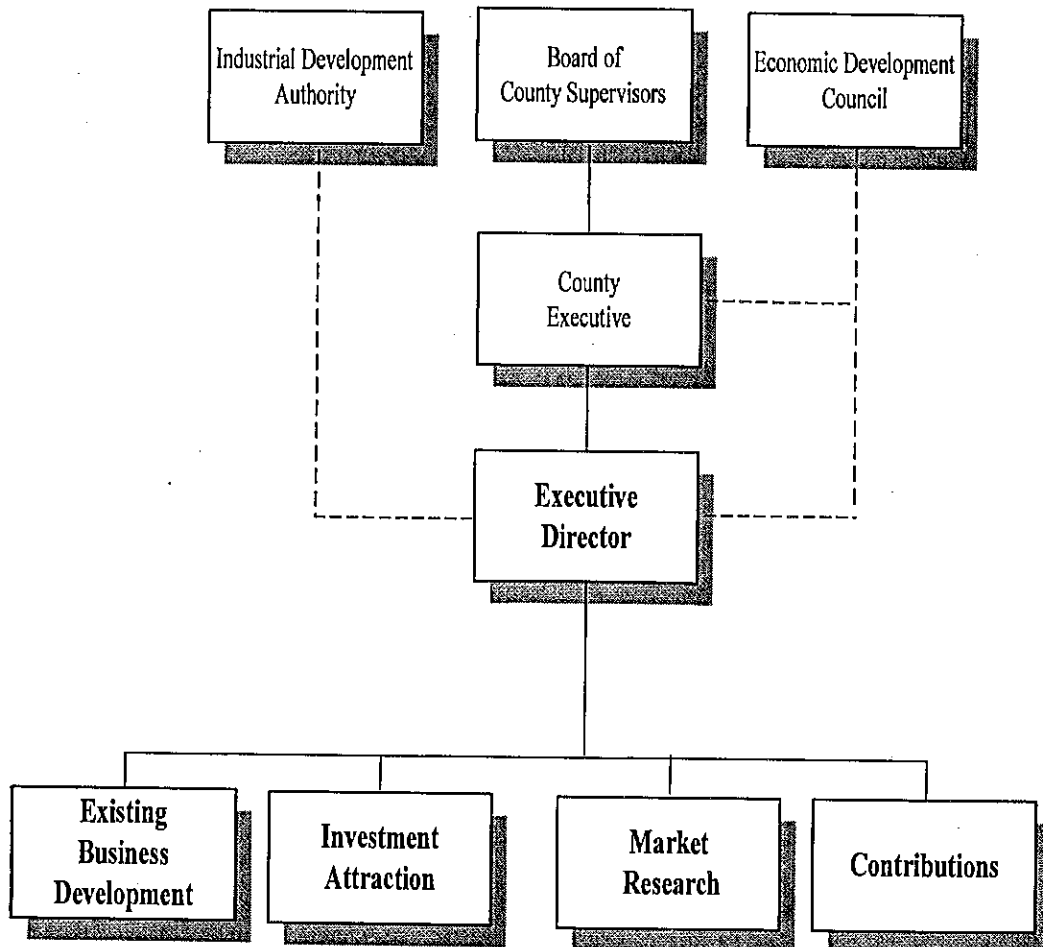 Industrial Development
Authority
Board of
County Supervisors
Economic Development
Council
County
Executive
Executive
Director
Existing
Business
Development
Investment
Attraction
Market
Research
Contributions